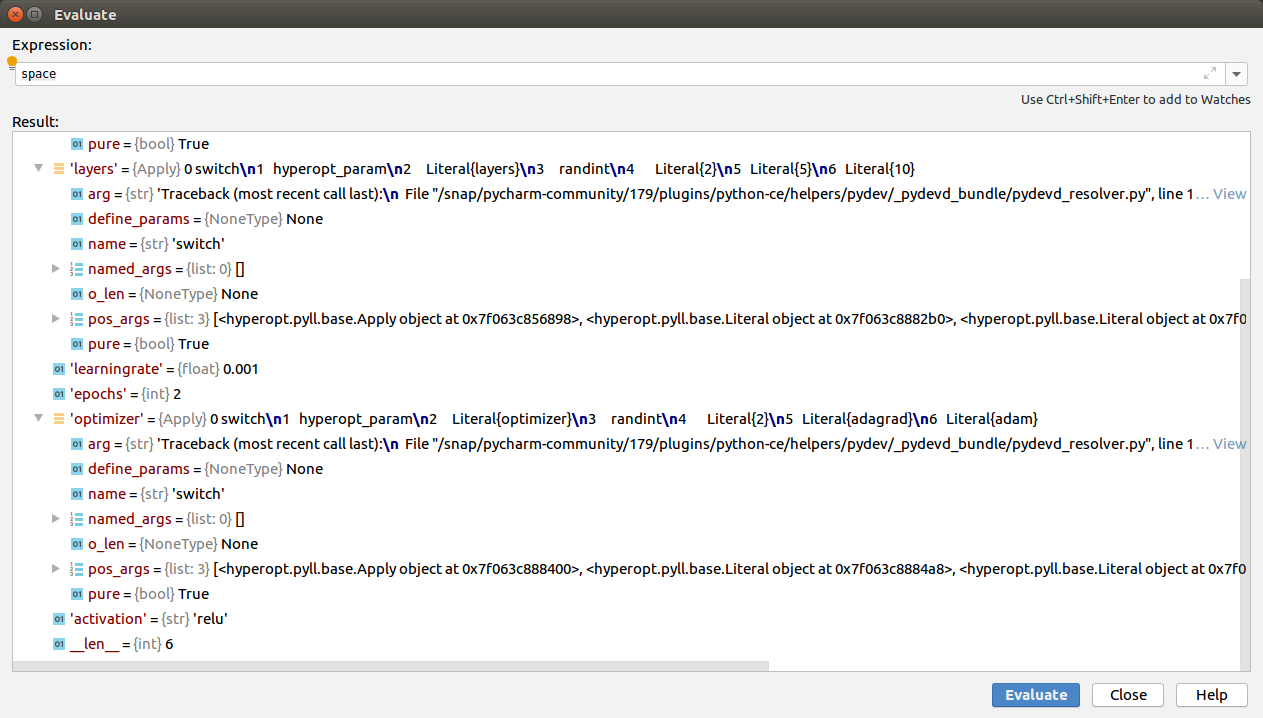 Evaluate
Expression:
space
Use Ctrl+Shift+Enter to add to Watches
Result:
01 pure = {bool} True
'layers' = {Apply} 0 switch\n1  hyperopt_param\n2    Literal{layers}\n3    randint\n4      Literal{2}\n5  Literal{5}\n6  Literal{10}
01 arg = {str} 'Traceback (most recent call last):\n  File "/snap/pycharm-community/179/plugins/python-ce/helpers/pydev/_pydevd_bundle/pydevd_resolver.py", line 1... View
01 define_params = {NoneType} None
01 name = {str} 'switch'
named_args = {list: 0} []
01 o_len = {NoneType} None
pos_args = {list: 3} [<hyperopt.pyll.base.Apply object at 0x7f063c856898>, <hyperopt.pyll.base.Literal object at 0x7f063c8882b0>, <hyperopt.pyll.base.Literal object at 0x7f0
01 pure = {bool} True
01 'learningrate' = {float} 0.001
01 'epochs' = {int} 2
'optimizer' = {Apply} 0 switch\n1  hyperopt_param\n2    Literal{optimizer}\n3    randint\n4      Literal{2}\n5  Literal{adagrad}\n6  Literal{adam}
01 arg = {str} 'Traceback (most recent call last):\n  File "/snap/pycharm-community/179/plugins/python-ce/helpers/pydev/_pydevd_bundle/pydevd_resolver.py", line 1... View
01 define_params = {NoneType} None
01 name = {str} 'switch'
named_args = {list: 0} []
01 o_len = {NoneType} None
pos_args = {list: 3} [<hyperopt.pyll.base.Apply object at 0x7f063c888400>, <hyperopt.pyll.base.Literal object at 0x7f063c8884a8>, <hyperopt.pyll.base.Literal object at 0x7f0
01 pure = {bool} True
01 'activation' = {str} 'relu'
01 __len__ = {int} 6
Evaluate Close Help